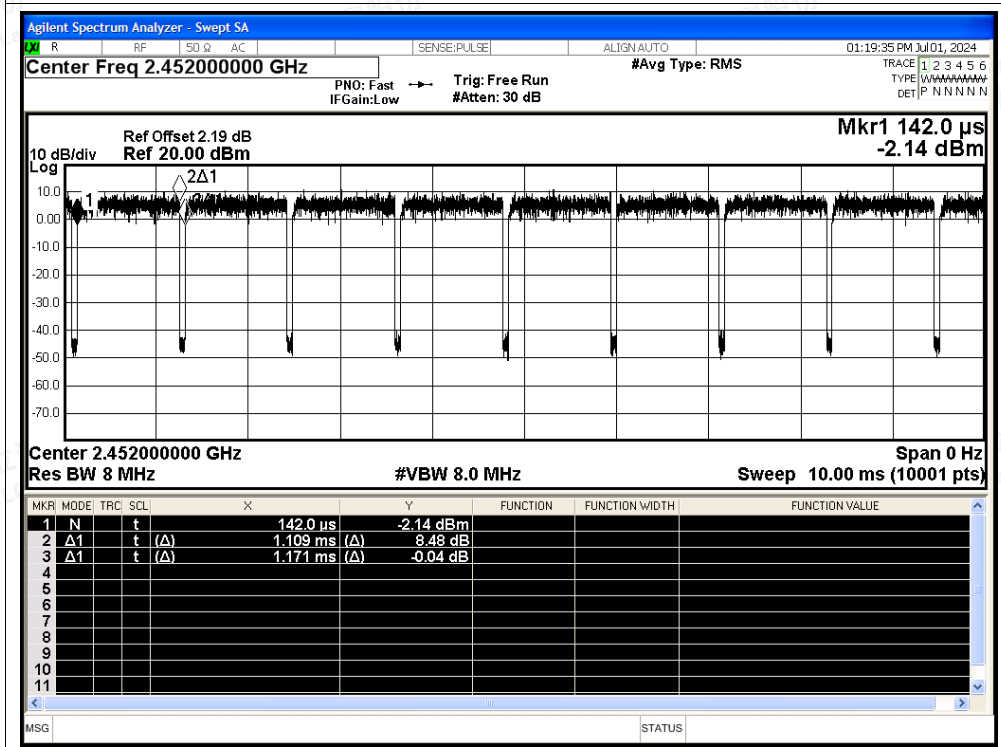 Agilent Spectrum Analyzer - Swept SA
LXI R RF 50 Ω AC SENSE:PULSE ALIGN AUTO 01:19:35 PM Jul 01, 2024
Center Freq 2.452000000 GHz #Avg Type: RMS TRACE 1 2 3 4 5 6
PNO: Fast Trig: Free Run TYPE WWWWWW
IFGain:Low #Atten: 30 dB DET P N N N N N
Mkr1 142.0 µs
Ref Offset 2.19 dB
10 dB/div Ref 20.00 dBm -2.14 dBm
Log
2Δ1
10.0
1
0.00
-10.0
-20.0
-30.0
-40.0
-50.0
-60.0
-70.0
Center 2.452000000 GHz Span 0 Hz
Res BW 8 MHz #VBW 8.0 MHz Sweep 10.00 ms (10001 pts)
MKR MODE TRC SCL X Y FUNCTION FUNCTION WIDTH FUNCTION VALUE
1 N t 142.0 µs -2.14 dBm
2 Δ1 t (Δ) 1.109 ms (Δ) 8.48 dB
3 Δ1 t (Δ) 1.171 ms (Δ) -0.04 dB
4
5
6
7
8
9
10
11
MSG STATUS